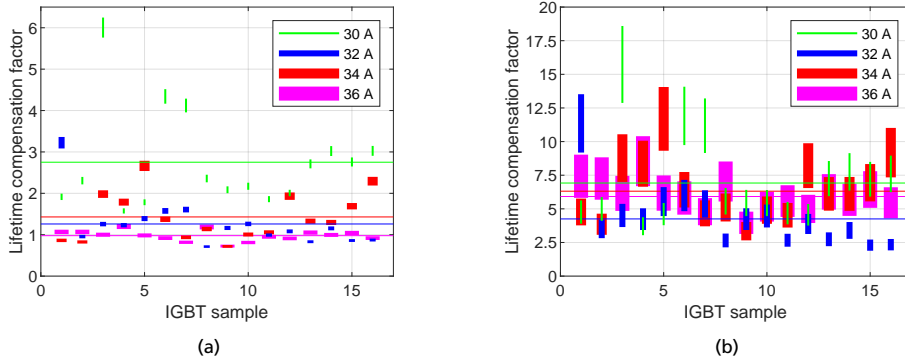 6
5
4
3
2
1
0
0
5
10
15
Lifetime compensation factor
IGBT sample
30 A
32 A
34 A
36 A
(a)
20
17.5
15
12.5
10
7.5
5
2.5
0
0
5
10
15
Lifetime compensation factor
IGBT sample
30 A
32 A
34 A
36 A
(b)